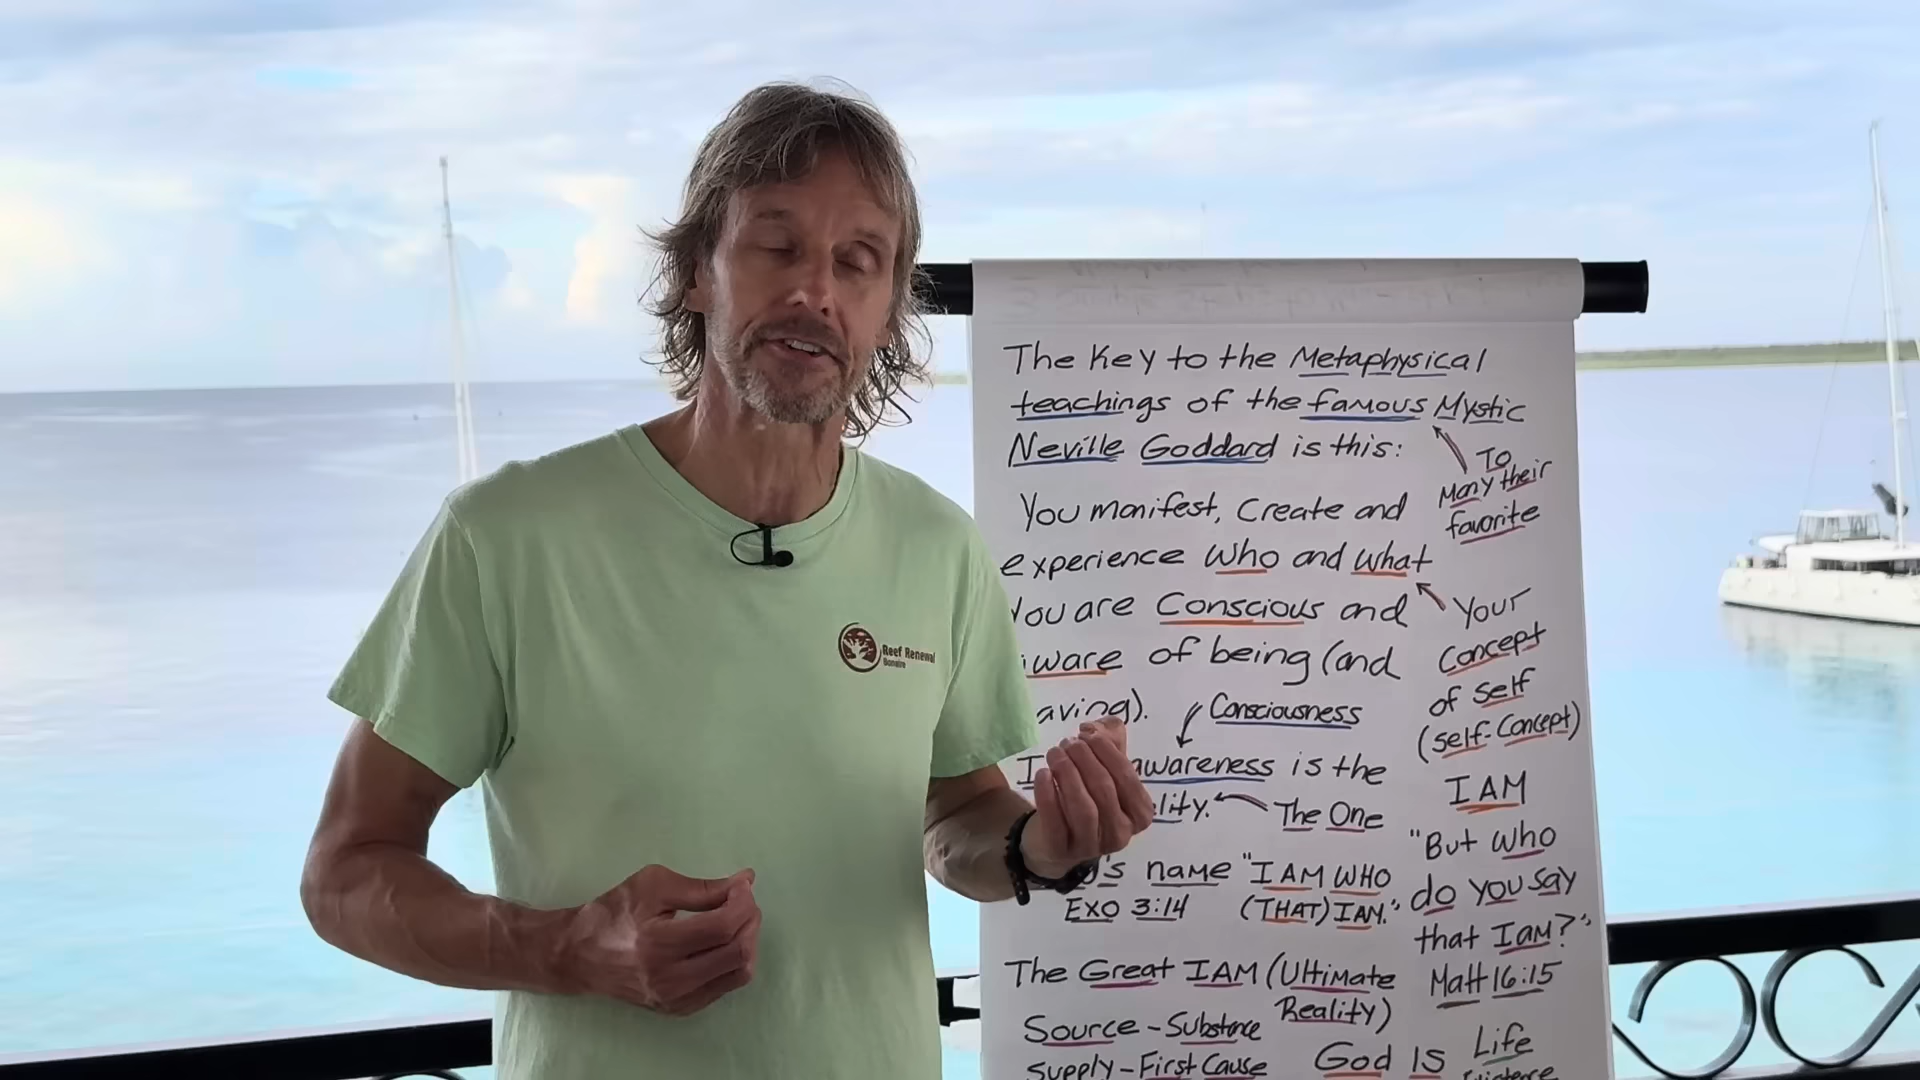 Reef Renewal
Bonaire
The Key to the Metaphysical
teachings of the famous Mystic
Neville Goddard is this:
To
Many their
favorite
You manifest, Create and
experience who and what
You are Conscious and
ware of being (and
aving).
Your
Concept
of self
(self-Concept)
Consciousness
I awareness is the
lity.
The One
I AM
"But who
do you say
that I am?"
Matt 16:15
's name "I AM WHO
EXO 3:14 (THAT) I AM."
The Great I AM (Ultimate
Reality)
Source - Substance
Supply - First Cause
God Is Life